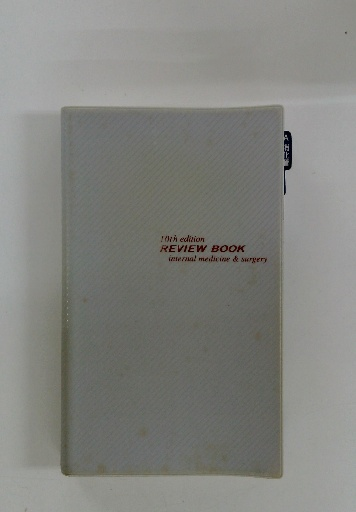 10th edition
REVIEW BOOK
internal medicine & surgery